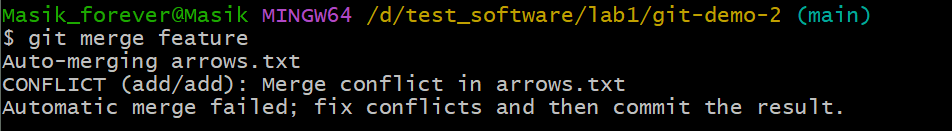 Masik_forever@Masik MINGW64 /d/test_software/lab1/git-demo-2 (main)
$ git merge feature
Auto-merging arrows.txt
CONFLICT (add/add): Merge conflict in arrows.txt
Automatic merge failed; fix conflicts and then commit the result.